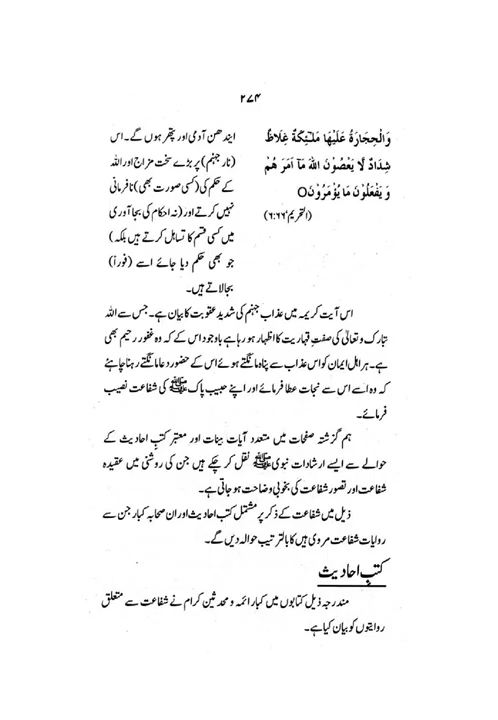 ۲۷۴
وَالْحِجَارَةُ عَلَيْهَا مَلٰٓئِكَةٌ غِلَاظٌ
شِدَادٌ لَّا يَعْصُوْنَ اللّٰهَ مَآ اَمَرَ هُمْ
وَ يَفْعَلُوْنَ مَا يُؤْمَرُوْنَO
(التحریم‘۶:۶۶)
ایندھن آدمی اور پتھر ہوں گے۔ اس
(نار جہنم) پر بڑے سخت مزاج اور اللہ
کے حکم کی (کسی صورت بھی) نافرمانی
نہیں کرتے اور (نہ احکام کی بجا آوری
میں کسی قسم کا تساہل کرتے ہیں بلکہ)
جو بھی حکم دیا جائے اسے (فوراً)
بجالاتے ہیں۔
اس آیت کریمہ میں عذاب جہنم کی شدید عقوبت کا بیان ہے۔ جس سے اللہ
تبارک و تعالٰی کی صفتِ قہاریت کا اظہار ہو رہا ہے باوجود اس کے کہ وہ غفور رحیم بھی
ہے۔ ہر اہل ایمان کو اس عذاب سے پناہ مانگتے ہوئے اس کے حضور دعا مانگتے رہنا چاہئے
کہ وہ اسے اس سے نجات عطا فرمائے اور اپنے حبیب پاک ﷺ کی شفاعت نصیب
فرمائے۔
ہم گزشتہ صفحات میں متعدد آیات بینات اور معتبر کتبِ احادیث کے
حوالے سے ایسے ارشادات نبوی ﷺ نقل کر چکے ہیں جن کی روشنی میں عقیدہ
شفاعت اور تصور شفاعت کی بخوبی وضاحت ہو جاتی ہے۔
ذیل میں شفاعت کے ذکر پر مشتمل کتب احادیث اور ان صحابہ کبار جن سے
روایات شفاعت مروی ہیں کا بالترتیب حوالہ دیں گے۔
کتبِ احادیث
مندرجہ ذیل کتابوں میں کبار ائمہ و محدثین کرام نے شفاعت سے متعلق
روایتوں کو بیان کیا ہے۔